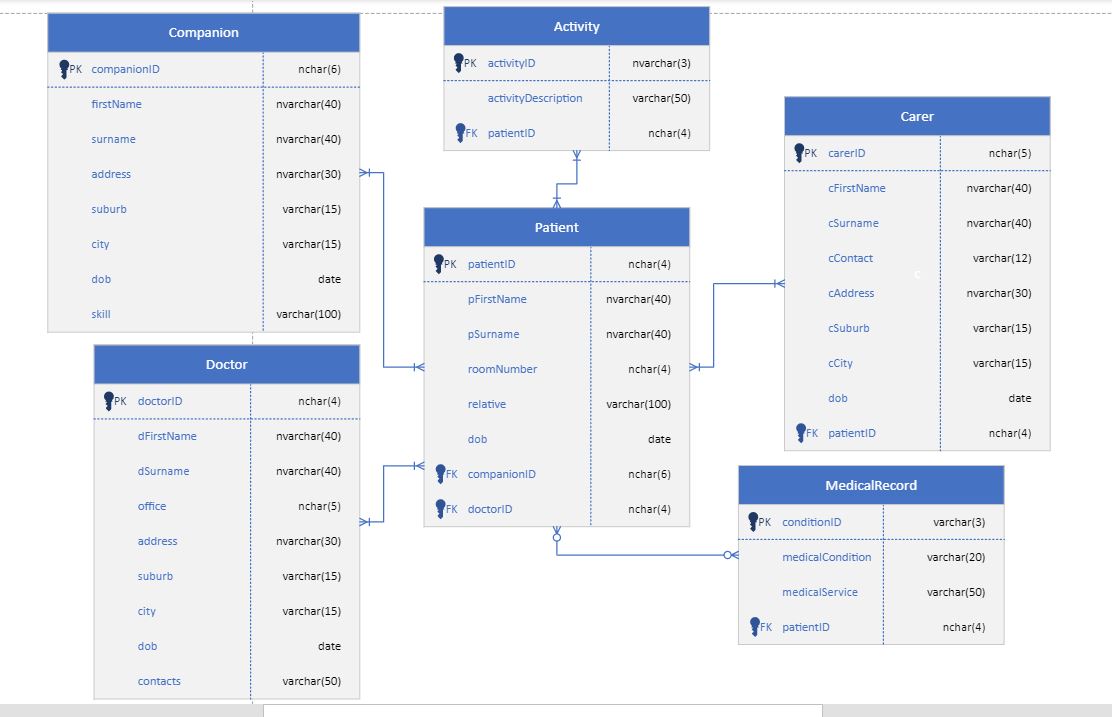 Companion
PK companionID nchar(6)
firstName nvarchar(40)
surname nvarchar(40)
address nvarchar(30)
suburb varchar(15)
city varchar(15)
dob date
skill varchar(100)
Activity
PK activityID nvarchar(3)
activityDescription varchar(50)
FK patientID nchar(4)
Carer
PK carerID nchar(5)
cFirstName nvarchar(40)
cSurname nvarchar(40)
cContact varchar(12)
cAddress nvarchar(30)
cSuburb varchar(15)
cCity varchar(15)
dob date
FK patientID nchar(4)
c
Patient
PK patientID nchar(4)
pFirstName nvarchar(40)
pSurname nvarchar(40)
roomNumber nchar(4)
relative varchar(100)
dob date
FK companionID nchar(6)
FK doctorID nchar(4)
Doctor
PK doctorID nchar(4)
dFirstName nvarchar(40)
dSurname nvarchar(40)
office nchar(5)
address nvarchar(30)
suburb varchar(15)
city varchar(15)
dob date
contacts varchar(50)
MedicalRecord
PK conditionID varchar(3)
medicalCondition varchar(20)
medicalService varchar(50)
FK patientID nchar(4)